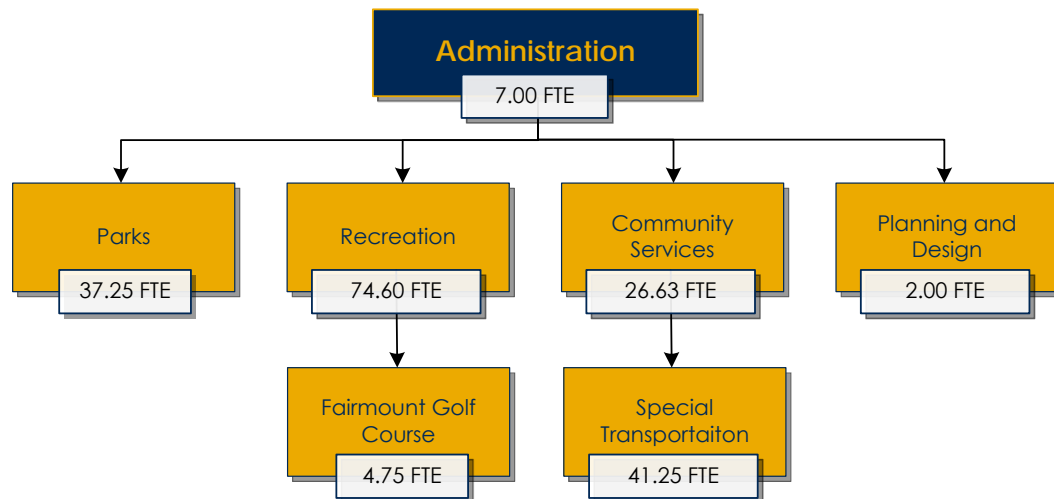 Administration
7.00 FTE
Parks
37.25 FTE
Recreation
74.60 FTE
Community
Services
26.63 FTE
Planning and
Design
2.00 FTE
Fairmount Golf
Course
4.75 FTE
Special
Transportaiton
41.25 FTE